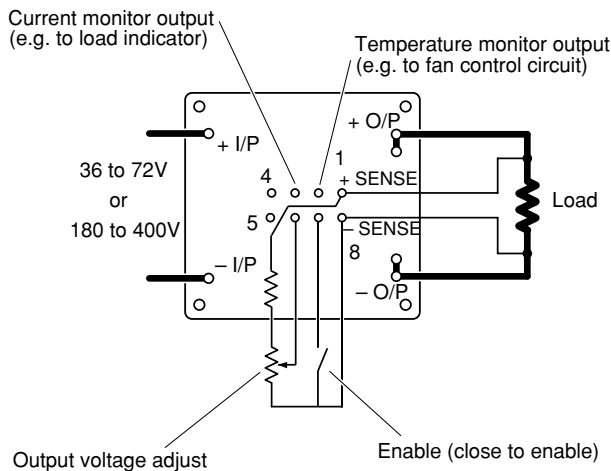 Current monitor output
(e.g. to load indicator)
Temperature monitor output
(e.g. to fan control circuit)
+ O/P
+ I/P
1
4
+ SENSE
36 to 72V
or
180 to 400V
Load
5
– SENSE
8
– I/P
– O/P
Output voltage adjust
Enable (close to enable)